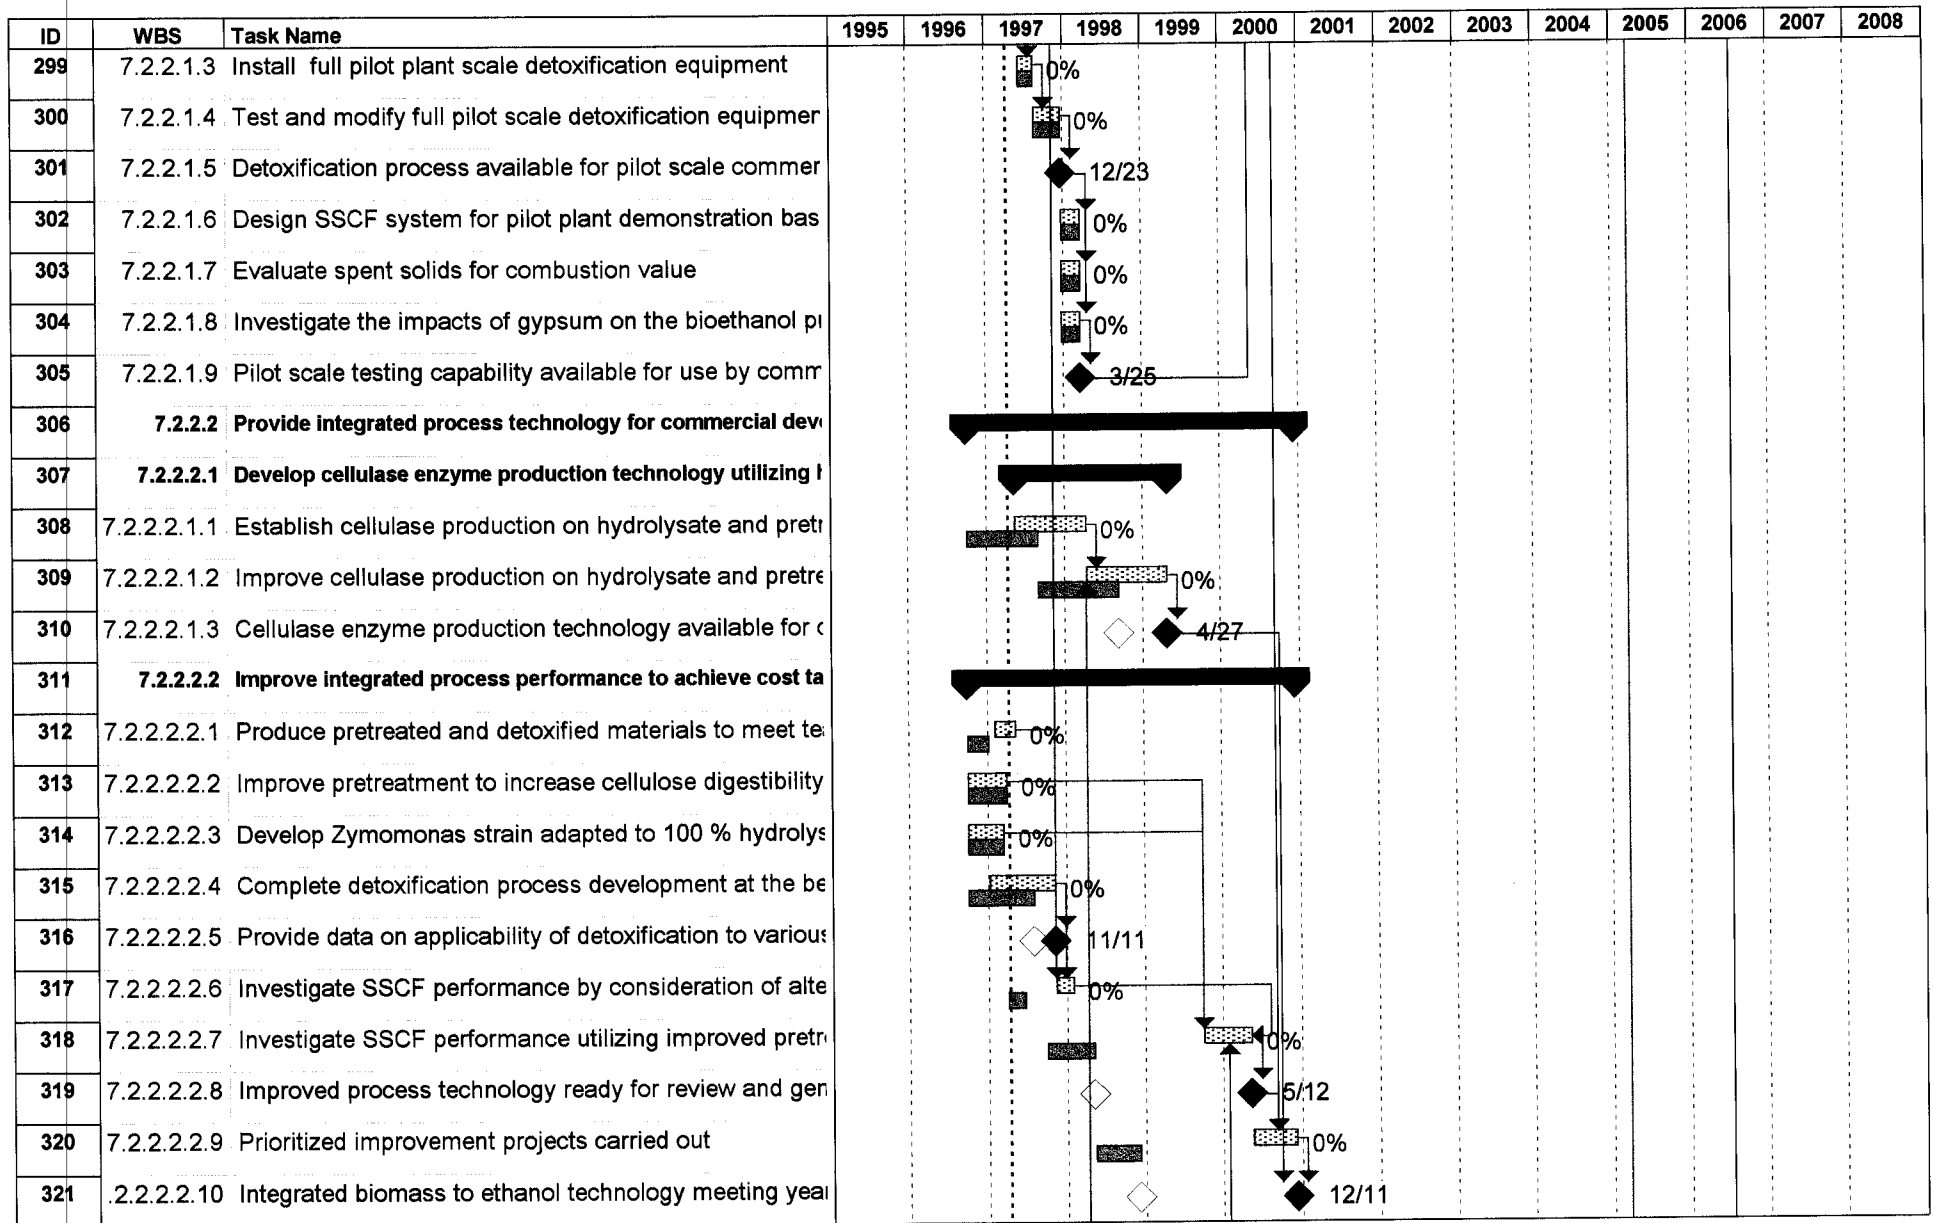 ID WBS Task Name 1995 1996 1997 1998 1999 2000 2001 2002 2003 2004 2005 2006 2007 2008
299 7.2.2.1.3 Install full pilot plant scale detoxification equipment 0%
300 7.2.2.1.4 Test and modify full pilot scale detoxification equipmen 0%
301 7.2.2.1.5 Detoxification process available for pilot scale commer 12/23
302 7.2.2.1.6 Design SSCF system for pilot plant demonstration bas 0%
303 7.2.2.1.7 Evaluate spent solids for combustion value 0%
304 7.2.2.1.8 Investigate the impacts of gypsum on the bioethanol 0%
305 7.2.2.1.9 Pilot scale testing capability available for use by comm 3/25
306 7.2.2.2 Provide integrated process technology for commercial deve
307 7.2.2.2.1 Develop cellulase enzyme production technology utilizing
308 7.2.2.2.1.1 Establish cellulase production on hydrolysate and pretr 0%
309 7.2.2.2.1.2 Improve cellulase production on hydrolysate and pretre 0%
310 7.2.2.2.1.3 Cellulase enzyme production technology available for 4/27
311 7.2.2.2.2 Improve integrated process performance to achieve cost ta
312 7.2.2.2.2.1 Produce pretreated and detoxified materials to meet 0%
313 7.2.2.2.2.2 Improve pretreatment to increase cellulose digestibility 0%
314 7.2.2.2.2.3 Develop Zymomonas strain adapted to 100 % hydrolys 0%
315 7.2.2.2.2.4 Complete detoxification process development at the be 0%
316 7.2.2.2.2.5 Provide data on applicability of detoxification to various 11/11
317 7.2.2.2.2.6 Investigate SSCF performance by consideration of alte 0%
318 7.2.2.2.2.7 Investigate SSCF performance utilizing improved pretr 0%
319 7.2.2.2.2.8 Improved process technology ready for review and gen 5/12
320 7.2.2.2.2.9 Prioritized improvement projects carried out 0%
321 .2.2.2.2.10 Integrated biomass to ethanol technology meeting year 12/11